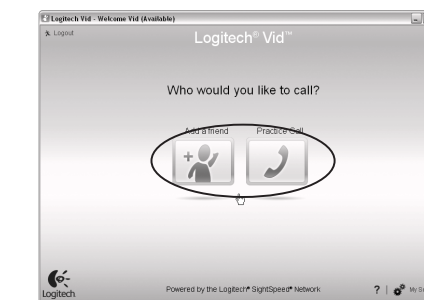 Logitech Vid - Welcome Vid (Available)
Logout
Logitech® Vid™
Who would you like to call?
Add a friend Practice Call
Logitech
Powered by the Logitech® SightSpeed® Network
? | My